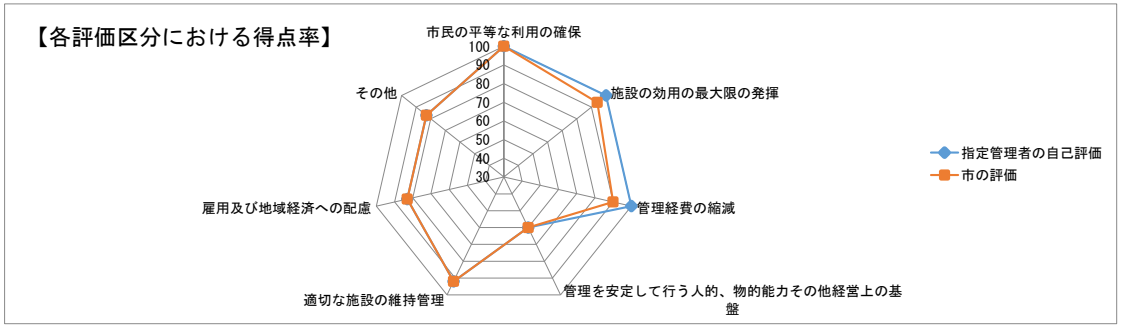 【各評価区分における得点率】
市民の平等な利用の確保
100
90
80
70
60
50
40
30
施設の効用の最大限の発揮
管理経費の縮減
管理を安定して行う人的、物的能力その他経営上の基
盤
適切な施設の維持管理
雇用及び地域経済への配慮
その他
指定管理者の自己評価
市の評価